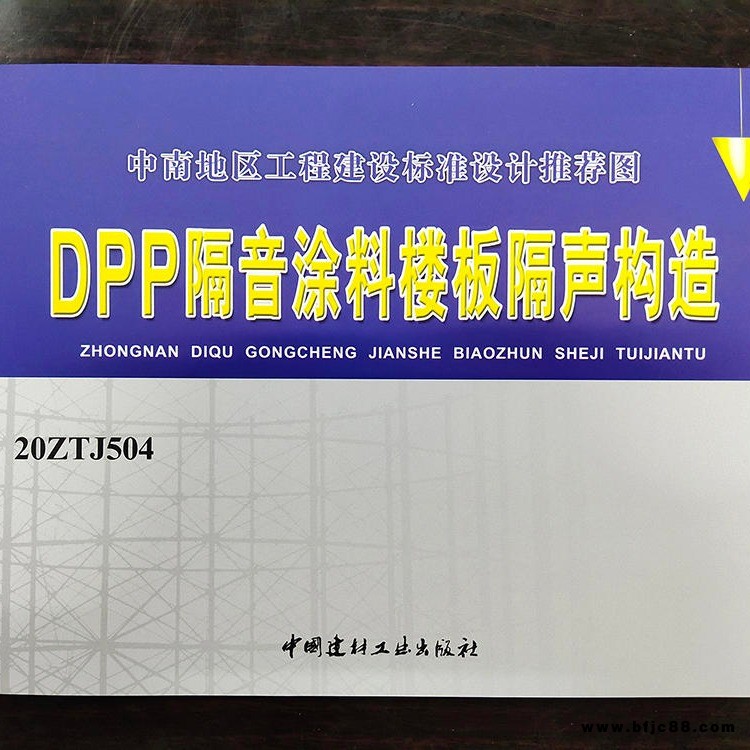 中南地区工程建设标准设计推荐图
DPP隔音涂料楼板隔声构造
ZHONGNAN DIQU GONGCHENG JIANSHE BIAOZHUN SHEJI TUIJIANTU
20ZTJ504
中国建材工业出版社
www.bfjc88.com